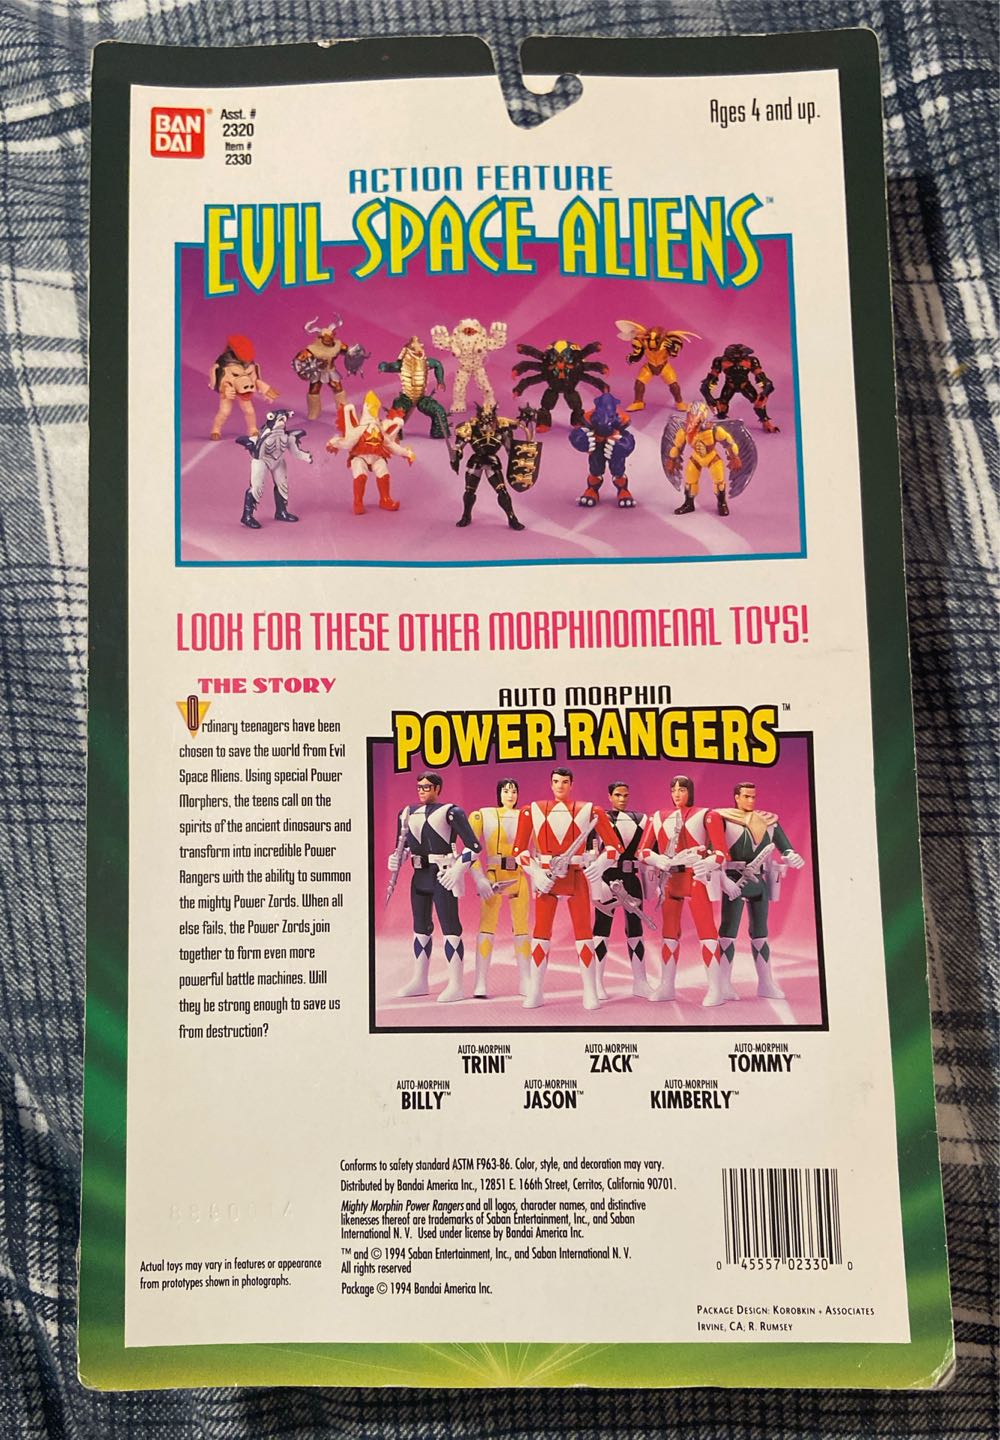 BAN
DAI
Asst. #
2320
Item #
2330
Ages 4 and up.
ACTION FEATURE
EVIL SPACE ALIENS™
LOOK FOR THESE OTHER MORPHINOMENAL TOYS!
THE STORY
Ordinary teenagers have been
chosen to save the world from Evil
Space Aliens. Using special Power
Morphers, the teens call on the
spirits of the ancient dinosaurs and
transform into incredible Power
Rangers with the ability to summon
the mighty Power Zords. When all
else fails, the Power Zords join
together to form even more
powerful battle machines. Will
they be strong enough to save us
from destruction?
AUTO MORPHIN
POWER RANGERS™
AUTO-MORPHIN
TRINI™
AUTO-MORPHIN
ZACK™
AUTO-MORPHIN
TOMMY™
AUTO-MORPHIN
BILLY™
AUTO-MORPHIN
JASON™
AUTO-MORPHIN
KIMBERLY™
Conforms to safety standard ASTM F963-86. Color, style, and decoration may vary.
Distributed by Bandai America Inc., 12851 E. 166th Street, Cerritos, California 90701.
Mighty Morphin Power Rangers and all logos, character names, and distinctive
likenesses thereof are trademarks of Saban Entertainment, Inc., and Saban
International N. V. Used under license by Bandai America Inc.
™ and © 1994 Saban Entertainment, Inc., and Saban International N. V.
All rights reserved
Package © 1994 Bandai America Inc.
Actual toys may vary in features or appearance
from prototypes shown in photographs.
0 45557 02330 0
PACKAGE DESIGN: KOROBKIN + ASSOCIATES
IRVINE, CA; R. RUMSEY